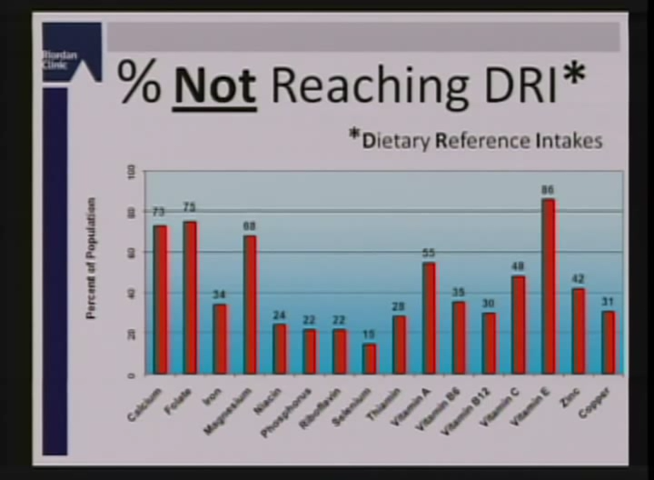 Riordan
Clinic
% Not Reaching DRI*
*Dietary Reference Intakes
Percent of Population
100
80
60
40
20
0
73
75
34
68
24
22
22
15
28
55
35
30
48
86
42
31
Calcium
Folate
Iron
Magnesium
Niacin
Phosphorus
Riboflavin
Selenium
Thiamin
Vitamin A
Vitamin B6
Vitamin B12
Vitamin C
Vitamin E
Zinc
Copper